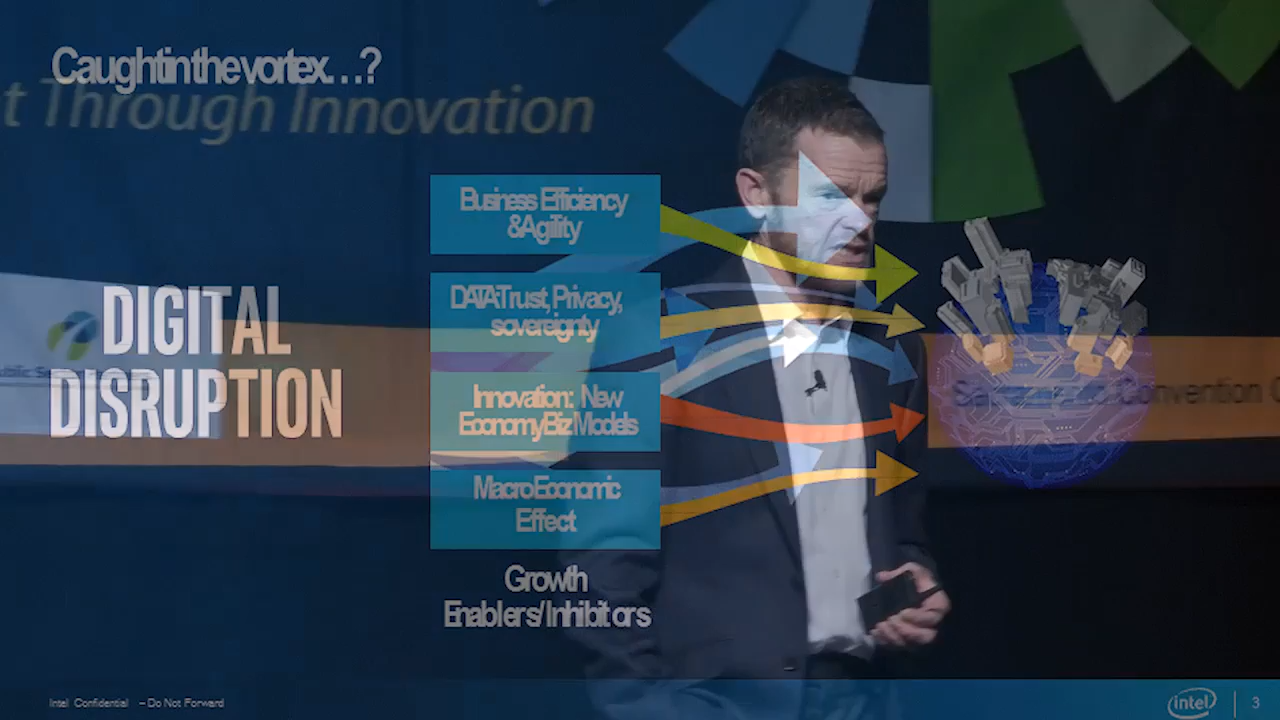 Caught in the vortex…?
t Through Innovation
Business Efficiency
& Agility
DATA: Trust, Privacy,
sovereignty
DIGITAL
DISRUPTION
Innovation: New
Economy Biz Models
Convention
Macro Economic
Effect
Growth
Enablers/Inhibitors
Intel Confidential – Do Not Forward
intel
3